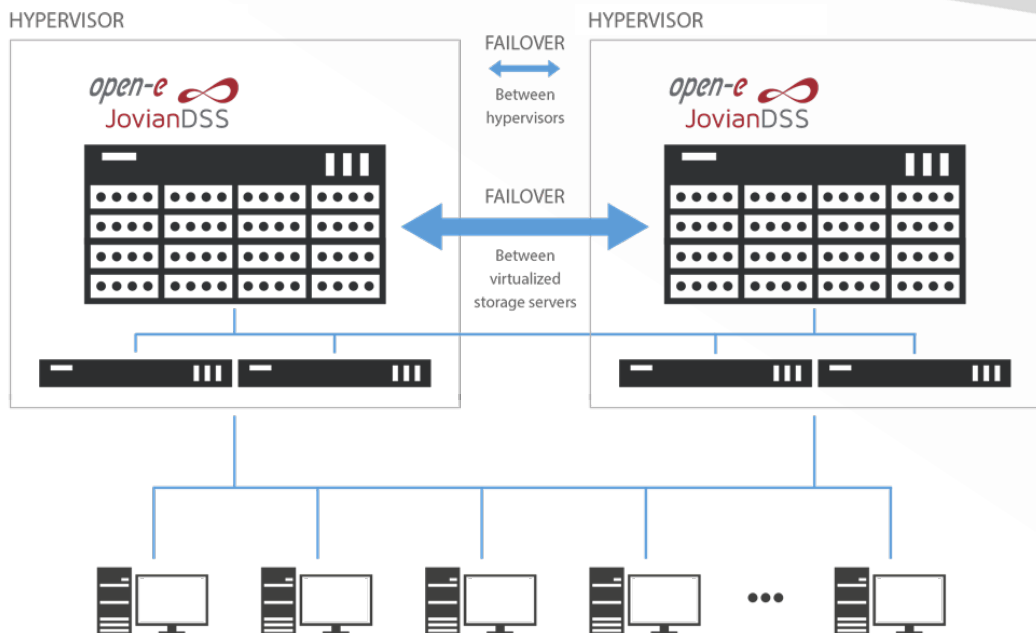 HYPERVISOR
HYPERVISOR
FAILOVER
Between
hypervisors
open-e
JovianDSS
open-e
JovianDSS
FAILOVER
Between
virtualized
storage servers